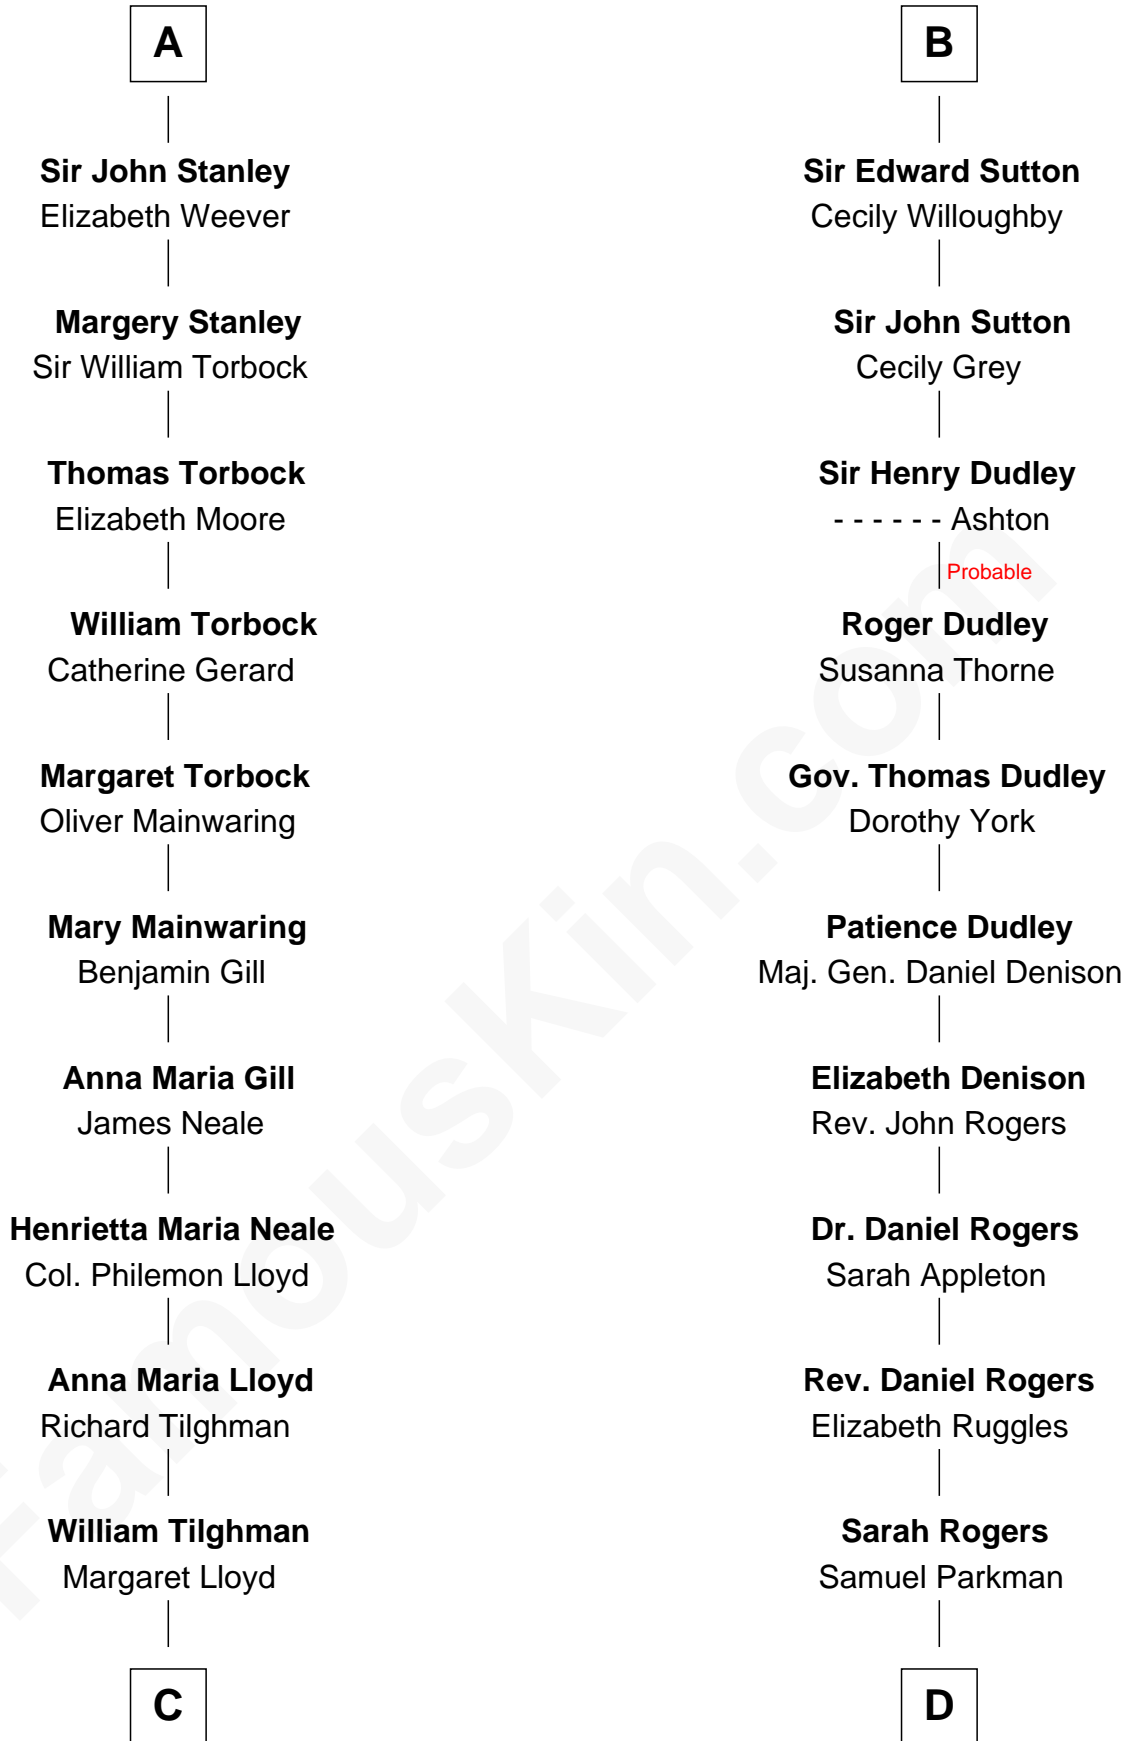 A
Sir John Stanley
Elizabeth Weever
Margery Stanley
Sir William Torbock
Thomas Torbock
Elizabeth Moore
William Torbock
Catherine Gerard
Margaret Torbock
Oliver Mainwaring
Mary Mainwaring
Benjamin Gill
Anna Maria Gill
James Neale
Henrietta Maria Neale
Col. Philemon Lloyd
Anna Maria Lloyd
Richard Tilghman
William Tilghman
Margaret Lloyd
C
B
Sir Edward Sutton
Cecily Willoughby
Sir John Sutton
Cecily Grey
Sir Henry Dudley
- - - - - - Ashton
Probable
Roger Dudley
Susanna Thorne
Gov. Thomas Dudley
Dorothy York
Patience Dudley
Maj. Gen. Daniel Denison
Elizabeth Denison
Rev. John Rogers
Dr. Daniel Rogers
Sarah Appleton
Rev. Daniel Rogers
Elizabeth Ruggles
Sarah Rogers
Samuel Parkman
D
FamousKin.com